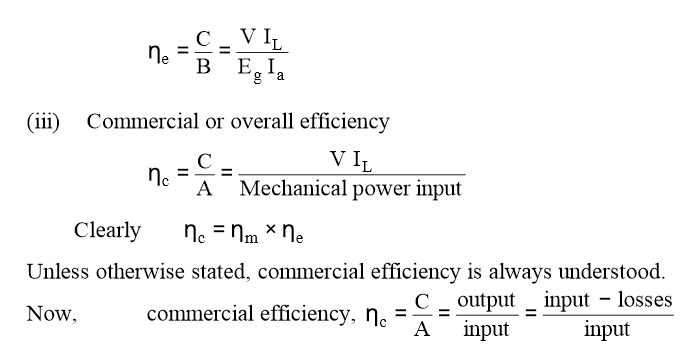 ηe = C/B = V IL / Eg Ia
(iii) Commercial or overall efficiency
ηc = C/A = V IL / Mechanical power input
Clearly ηc = ηm × ηe
Unless otherwise stated, commercial efficiency is always understood.
Now, commercial efficiency, ηc = C/A = output/input = input − losses/input